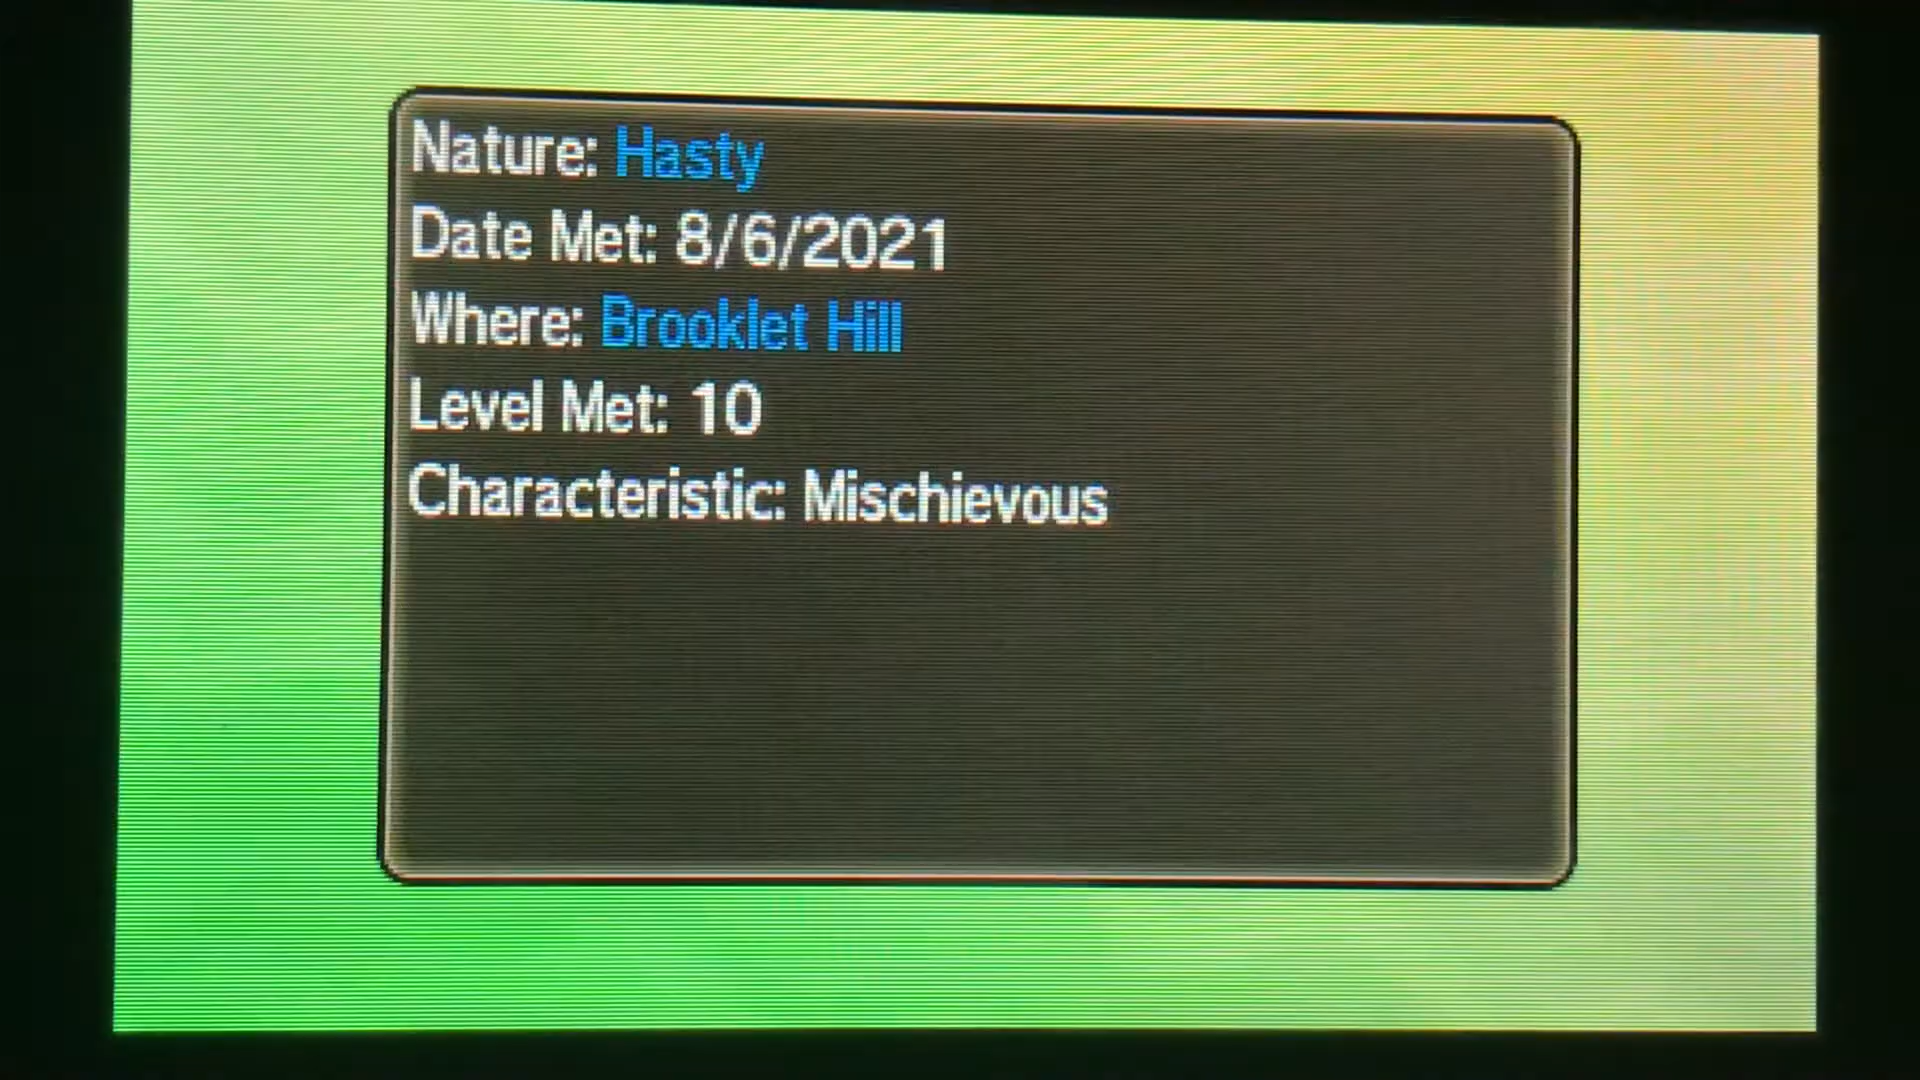 Nature: Hasty
Date Met: 8/6/2021
Where: Brooklet Hill
Level Met: 10
Characteristic: Mischievous